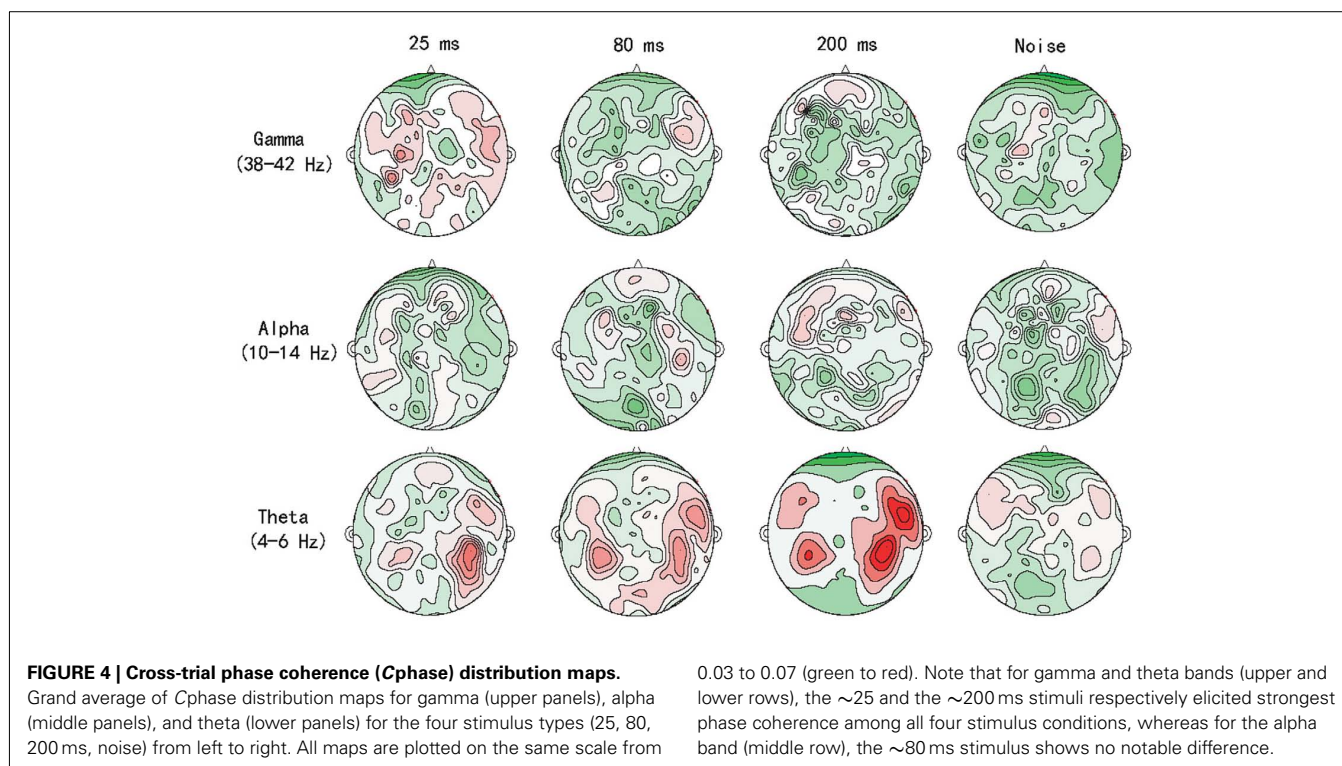 25 ms 80 ms 200 ms Noise
Gamma
(38–42 Hz)
Alpha
(10–14 Hz)
Theta
(4–6 Hz)
FIGURE 4 | Cross-trial phase coherence (Cphase) distribution maps.
Grand average of Cphase distribution maps for gamma (upper panels), alpha
(middle panels), and theta (lower panels) for the four stimulus types (25, 80,
200 ms, noise) from left to right. All maps are plotted on the same scale from
0.03 to 0.07 (green to red). Note that for gamma and theta bands (upper and
lower rows), the ∼25 and the ∼200 ms stimuli respectively elicited strongest
phase coherence among all four stimulus conditions, whereas for the alpha
band (middle row), the ∼80 ms stimulus shows no notable difference.